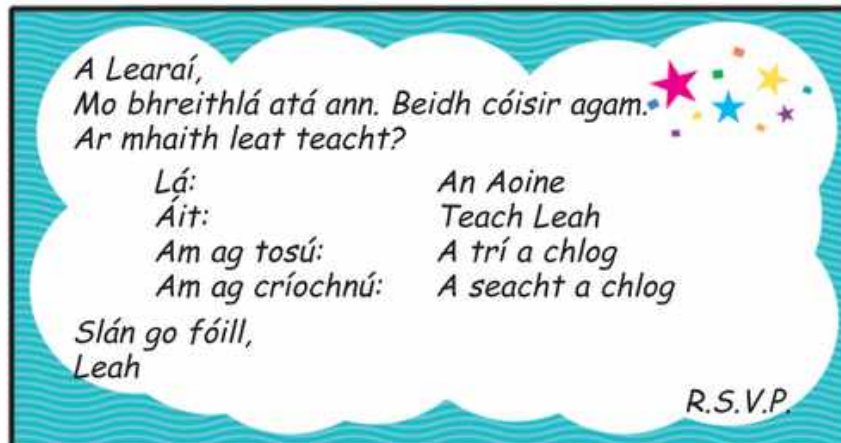 A Learaí,
Mo bhreithlá atá ann. Beidh cóisir agam.
Ar mhaith leat teacht?
Lá: An Aoine
Áit: Teach Leah
Am ag tosú: A trí a chlog
Am ag críochnú: A seacht a chlog
Slán go fóill,
Leah
R.S.V.P.